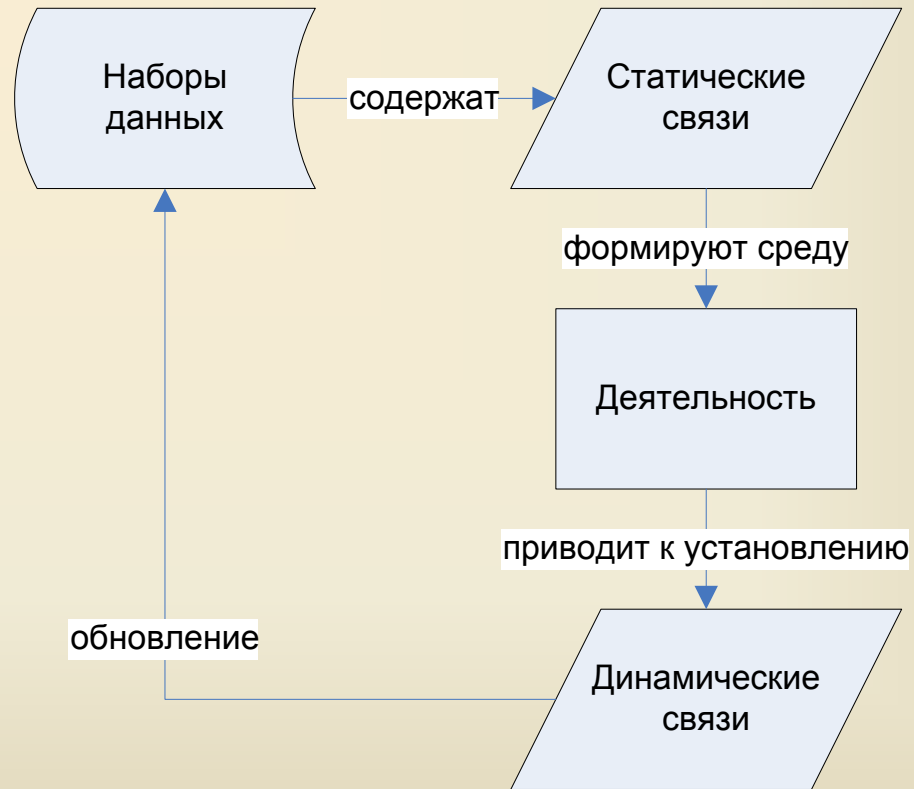 Наборы
данных
содержат
Статические
связи
формируют среду
Деятельность
приводит к установлению
обновление
Динамические
связи